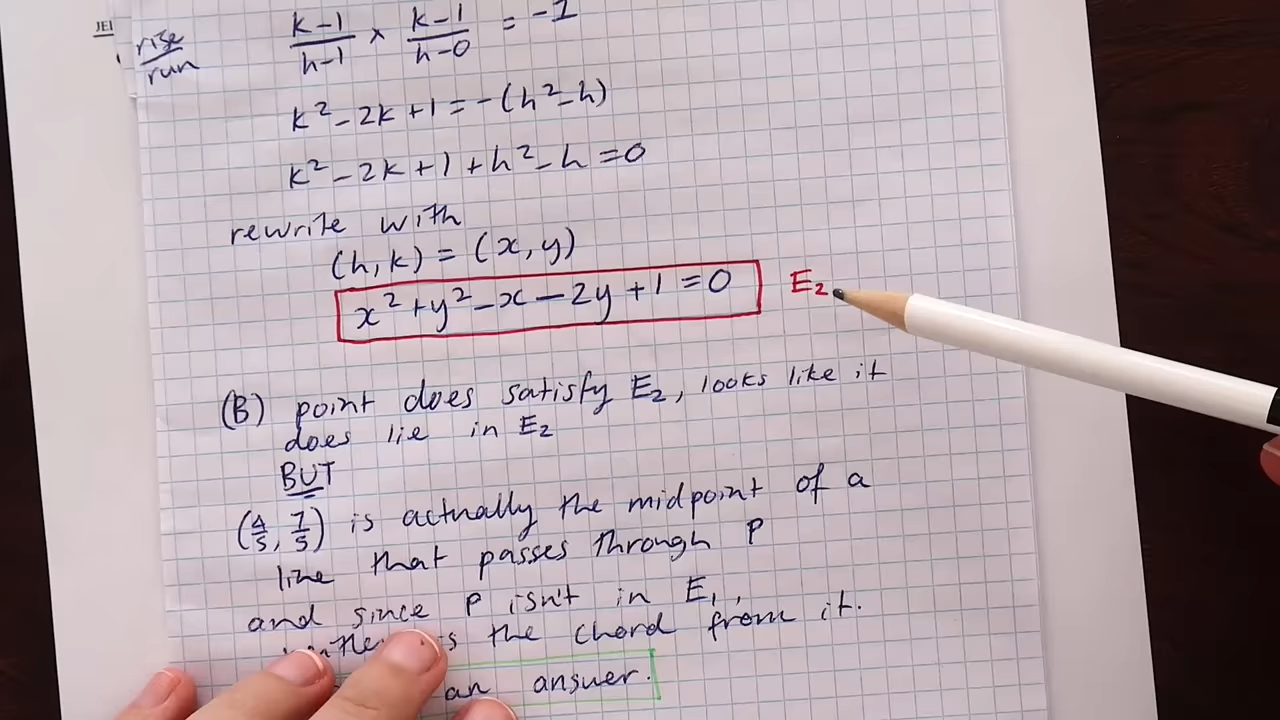 JEE
rise
run
k-1/h-1 × k-1/h-0 = -1
k²-2k+1=-(h²-h)
k²-2k+1+h²-h=0
rewrite with
(h,k) = (x,y)
x²+y²-x-2y+1=0 E₂
(B) point does satisfy E₂, looks like it
does lie in E₂
BUT
(4/5, 7/5) is actually the midpoint of a
line that passes through P
and since P isn't in E₁,
the chord from it.
an answer.